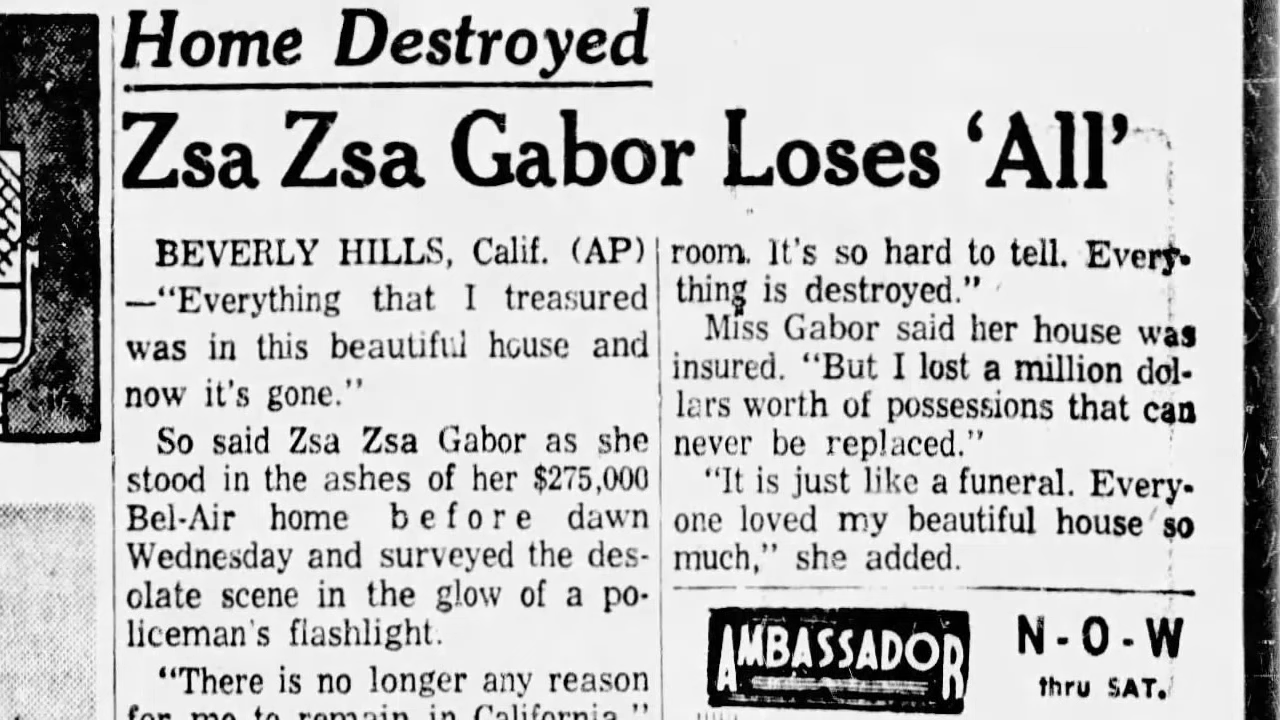 Home Destroyed
Zsa Zsa Gabor Loses ‘All’
BEVERLY HILLS, Calif. (AP)
—“Everything that I treasured
was in this beautiful house and
now it's gone.”
So said Zsa Zsa Gabor as she
stood in the ashes of her $275,000
Bel-Air home before dawn
Wednesday and surveyed the des-
olate scene in the glow of a po-
liceman's flashlight.
“There is no longer any reason
for me to remain in California.”
room. It's so hard to tell. Every-
thing is destroyed.”
Miss Gabor said her house was
insured. “But I lost a million dol-
lars worth of possessions that can
never be replaced.”
“It is just like a funeral. Every-
one loved my beautiful house so
much,” she added.
AMBASSADOR
N-O-W
thru SAT.